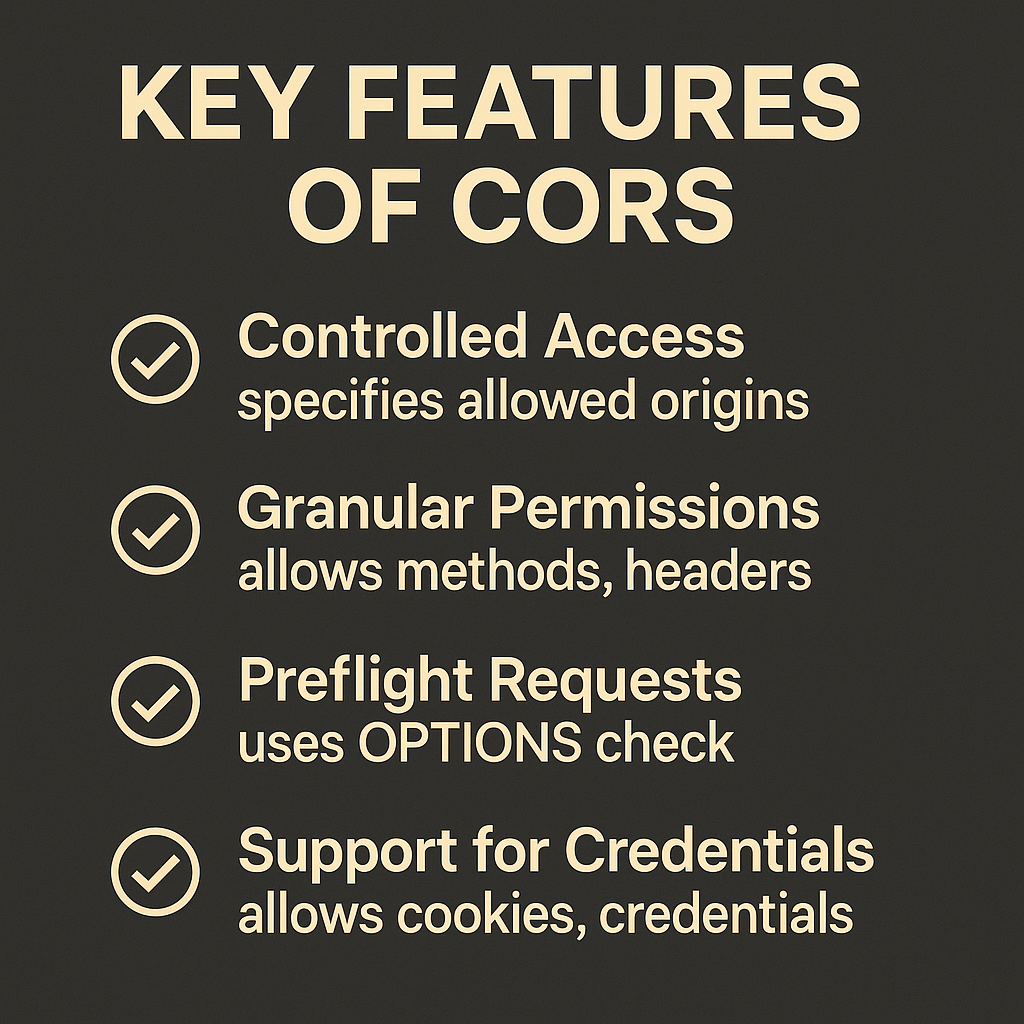 KEY FEATURES
OF CORS
Controlled Access
specifies allowed origins
Granular Permissions
allows methods, headers
Preflight Requests
uses OPTIONS check
Support for Credentials
allows cookies, credentials